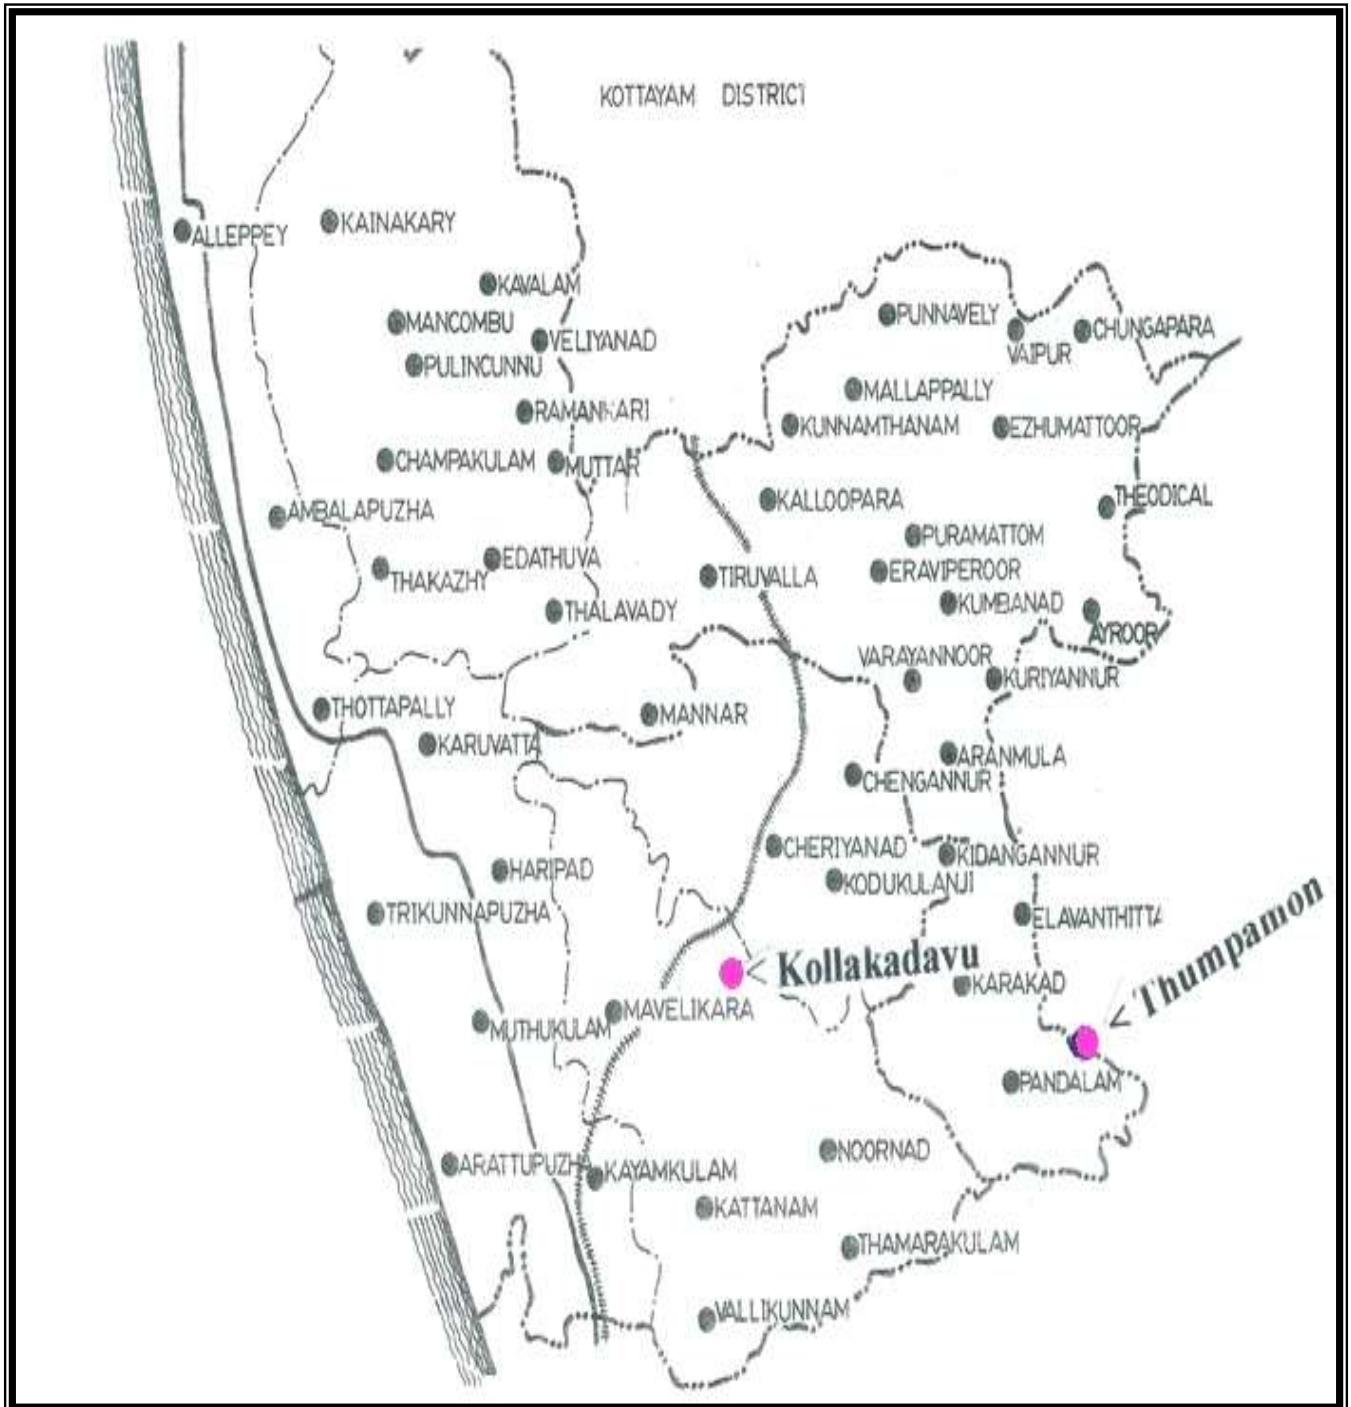 KOTTAYAM DISTRICT
ALLEPPEY
KAINAKARY
KAVALAM
MANCOMBU
VELIYANAD
PULINCUNNU
RAMANKARI
CHAMPAKULAM
MUTTAR
AMBALAPUZHA
EDATHUVA
THAKAZHY
THALAVADY
PUNNAVELY
VAIPUR
CHUNGAPARA
MALLAPPALLY
KUNNAMTHANAM
EZHUMATTOOR
KALLOOPARA
THEODICAL
PURAMATTOM
TIRUVALLA
ERAVIPEROOR
KUMBANAD
AYROOR
VARAYANNOOR
KURIYANNUR
THOTTAPALLY
KARUVATTA
MANNAR
ARANMULA
CHENGANNUR
CHERIYANAD
KIDANGANNUR
KODUKULANJI
HARIPAD
TRIKUNNAPUZHA
ELAVANTHITTA
Thumpamon
Kollakadavu
KARAKAD
MAVELIKARA
MUTHUKULAM
PANDALAM
NOORNAD
ARATTUPUZH
KAYAMKULAM
KATTANAM
THAMARAKULAM
VALLIKUNNAM